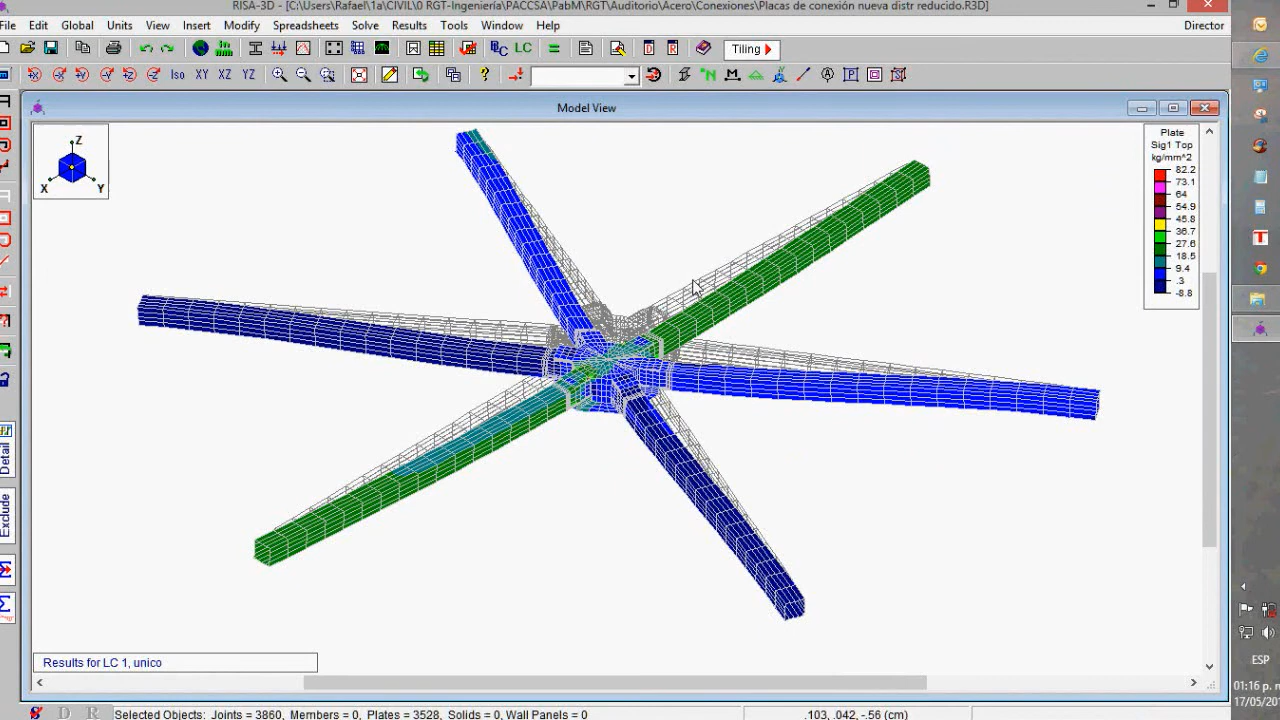 RISA-3D - [C:\Users\Rafael\1a\CIVIL\0 RGT-Ingeniería\PACCSA\PabM\RGT\Auditorio\Acero\Conexiones\Placas de conexión nueva distr reducido.R3D]
File Edit Global Units View Insert Modify Spreadsheets Solve Results Tools Window Help Director
LC Tiling
Iso XY XZ YZ
Model View
Z
X Y
Plate
Sig1 Top
kg/mm^2
82.2
73.1
64
54.9
45.8
36.7
27.6
18.5
9.4
.3
-8.8
Detail
Exclude
Results for LC 1, unico
D R Selected Objects: Joints = 3860, Members = 0, Plates = 3528, Solids = 0, Wall Panels = 0
.103, .042, -.56 (cm)
ESP
01:16 p.
17/05/20